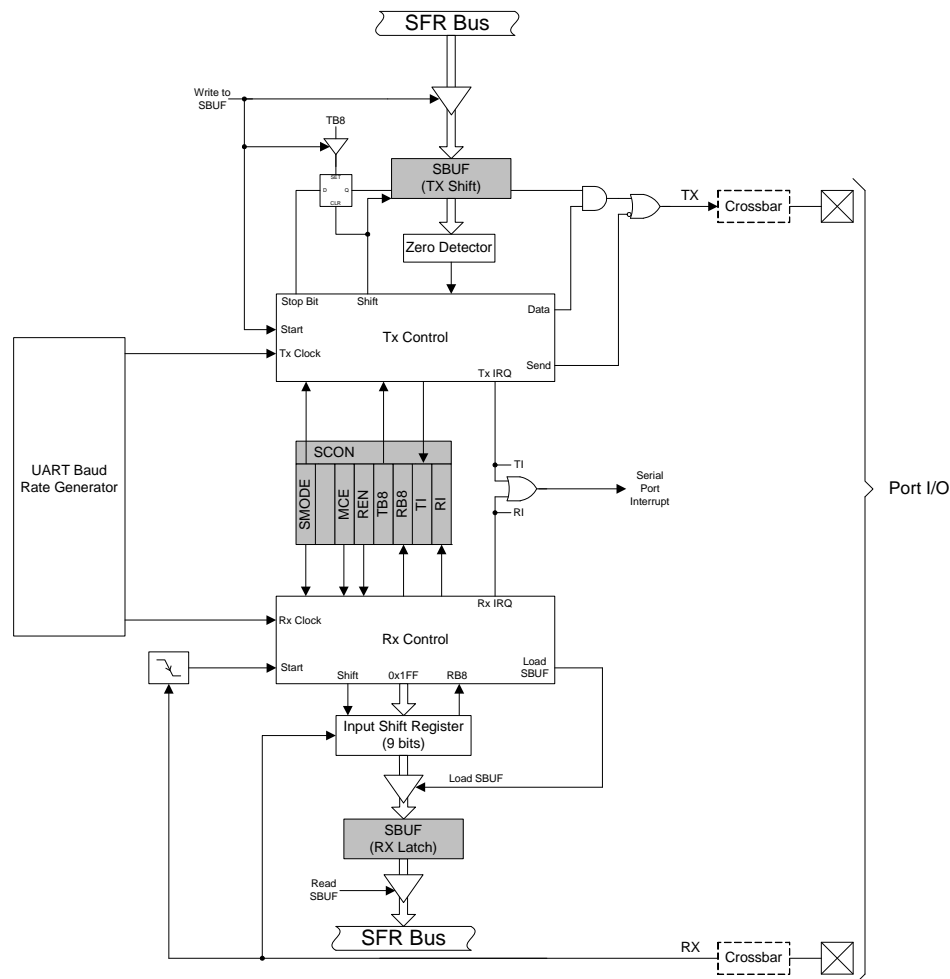 SFR Bus
Write to
SBUF
TB8
SET
D
Q
CLR
SBUF
(TX Shift)
TX
Crossbar
Zero Detector
Stop Bit
Shift
Data
Start
Tx Control
Tx Clock
Send
Tx IRQ
SCON
SMODE
MCE
REN
TB8
RB8
TI
RI
TI
RI
Serial
Port
Interrupt
Port I/O
UART Baud
Rate Generator
Rx IRQ
Rx Clock
Rx Control
Start
Load
SBUF
Shift
0x1FF
RB8
Input Shift Register
(9 bits)
Load SBUF
SBUF
(RX Latch)
Read
SBUF
SFR Bus
RX
Crossbar